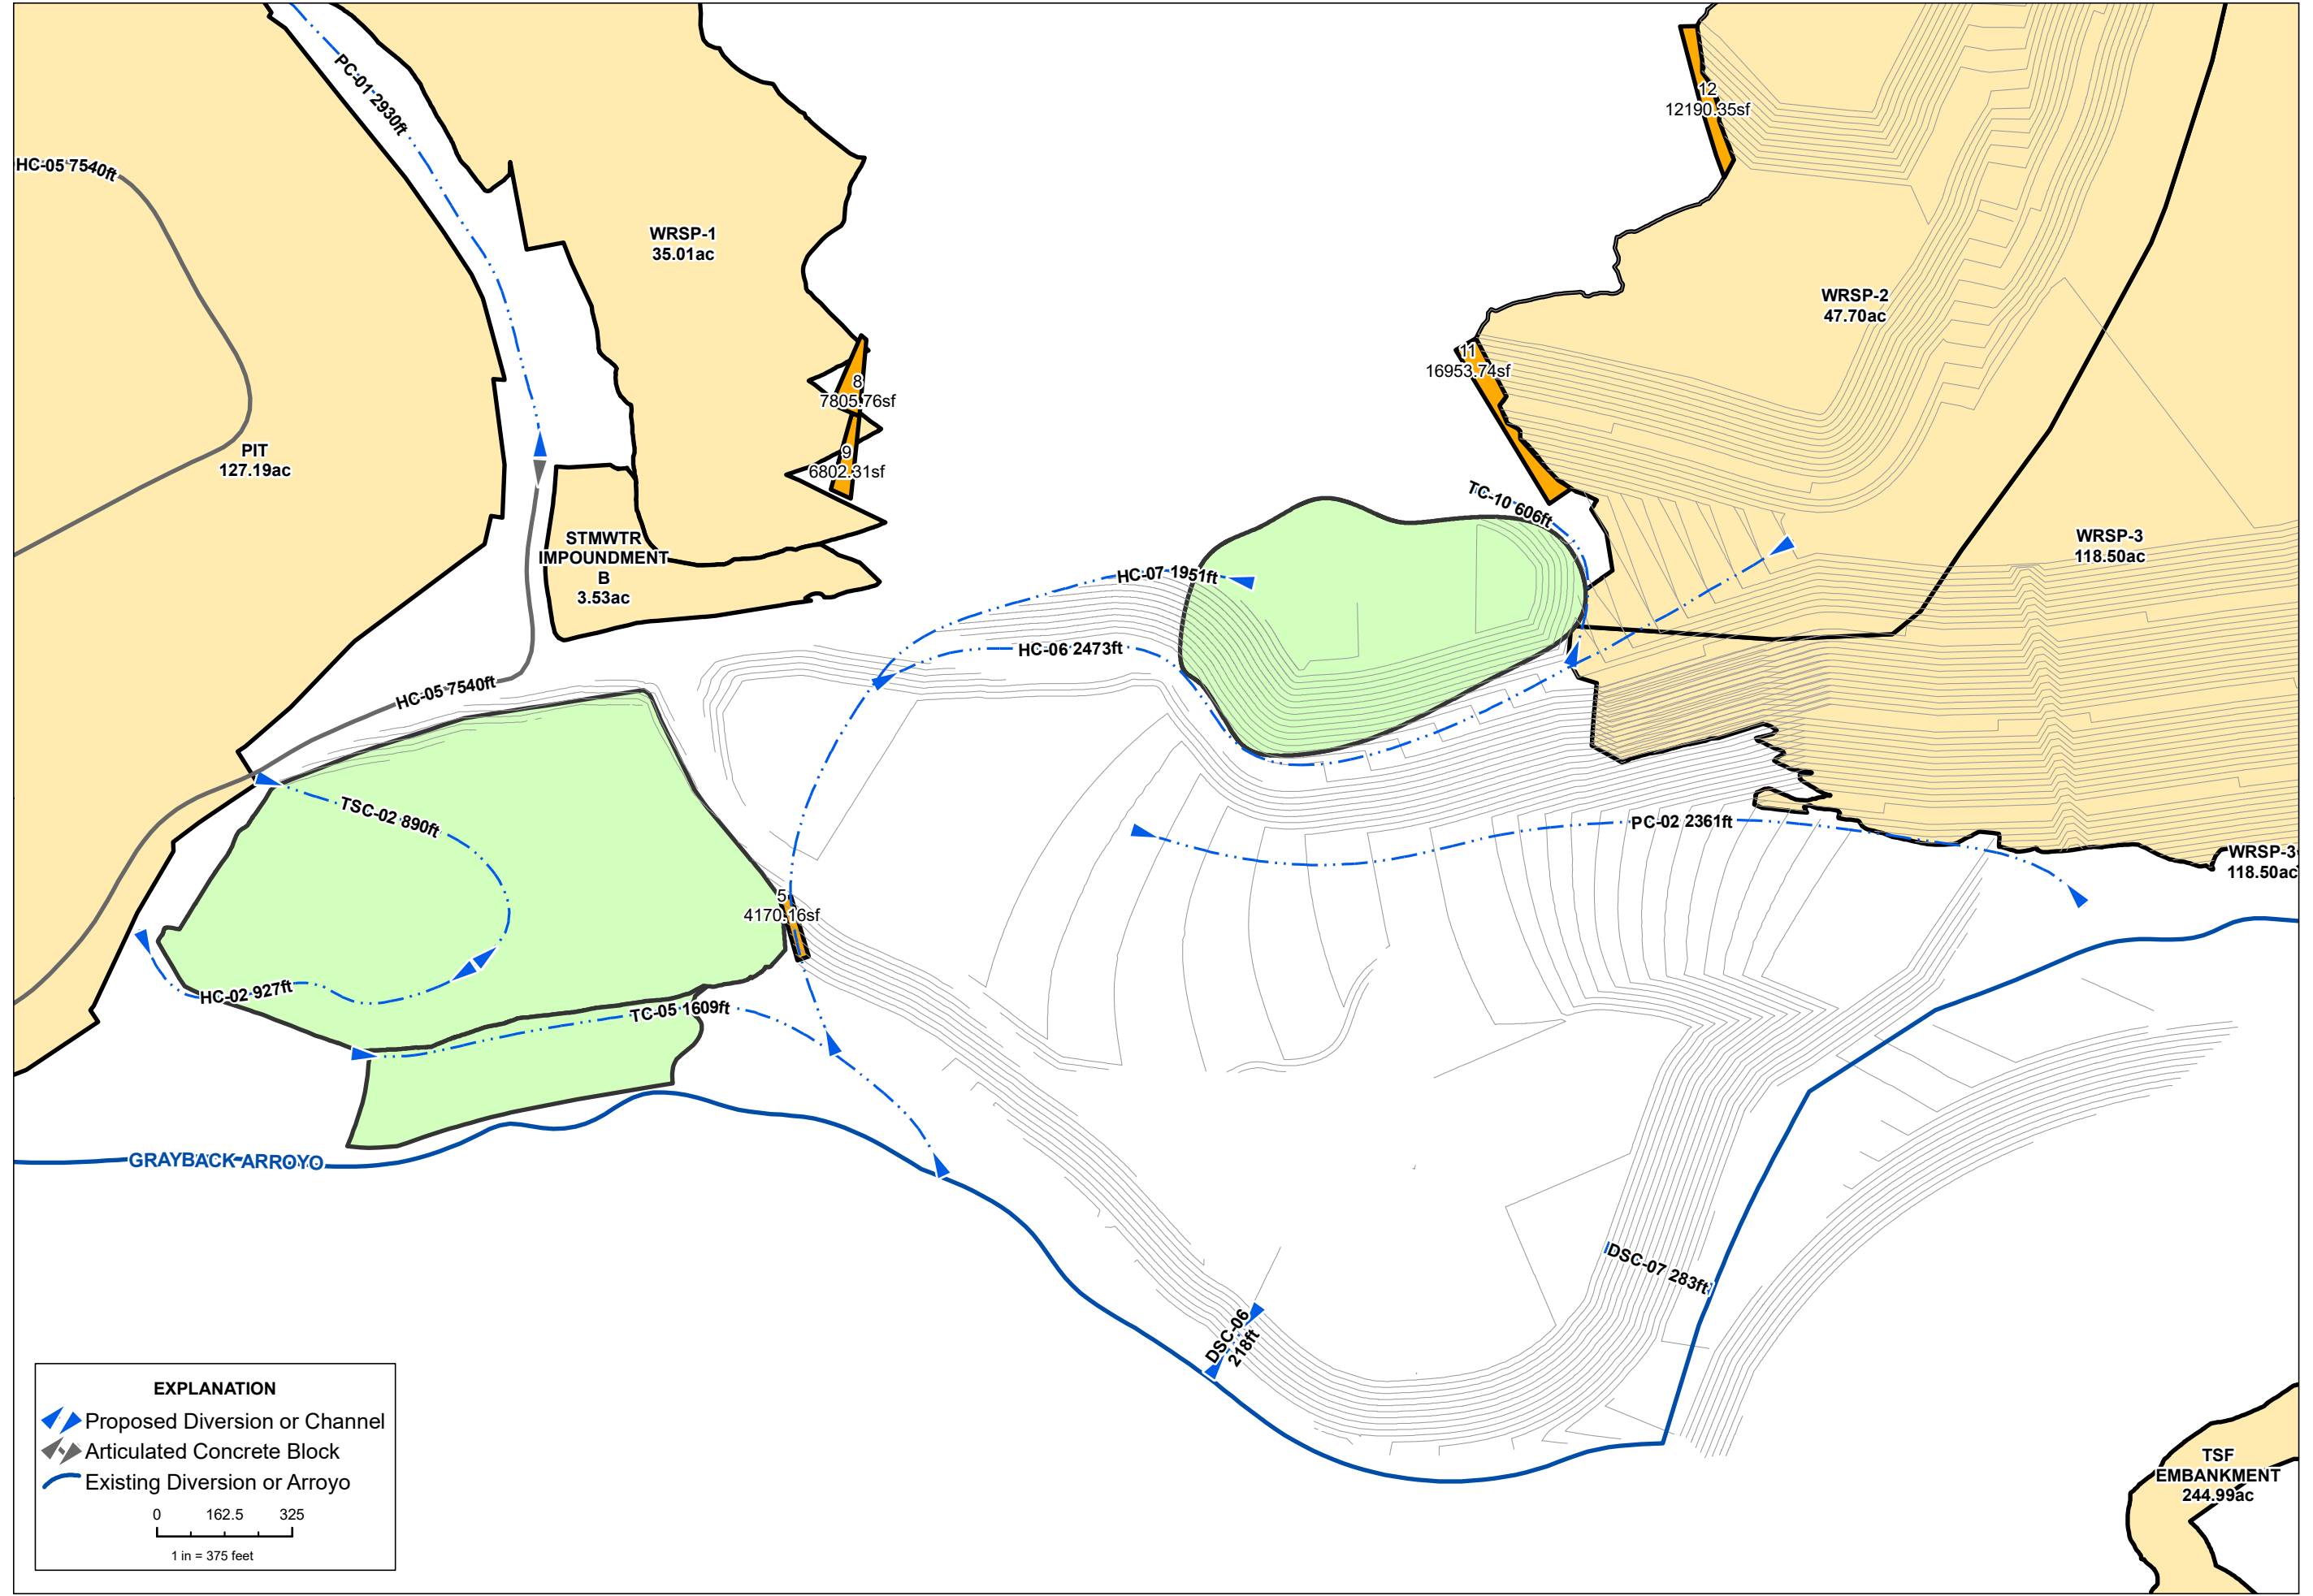 PC-01 2930ft
12
12190.35sf
HC-05 7540ft
WRSP-1
35.01ac
WRSP-2
47.70ac
11
16953.74sf
8
7805.76sf
PIT
127.19ac
9
6802.31sf
TC-10 606ft
STMWTR
IMPOUNDMENT
B
3.53ac
WRSP-3
118.50ac
HC-07 1951ft
HC-06 2473ft
HC-05 7540ft
TSC-02 890ft
PC-02 2361ft
WRSP-3
118.50ac
5
4170.16sf
HC-02 927ft
TC-05 1609ft
GRAYBACK ARROYO
DSC-07 283ft
DSC-06
218ft
EXPLANATION
Proposed Diversion or Channel
Articulated Concrete Block
Existing Diversion or Arroyo
0 162.5 325
1 in = 375 feet
TSF
EMBANKMENT
244.99ac